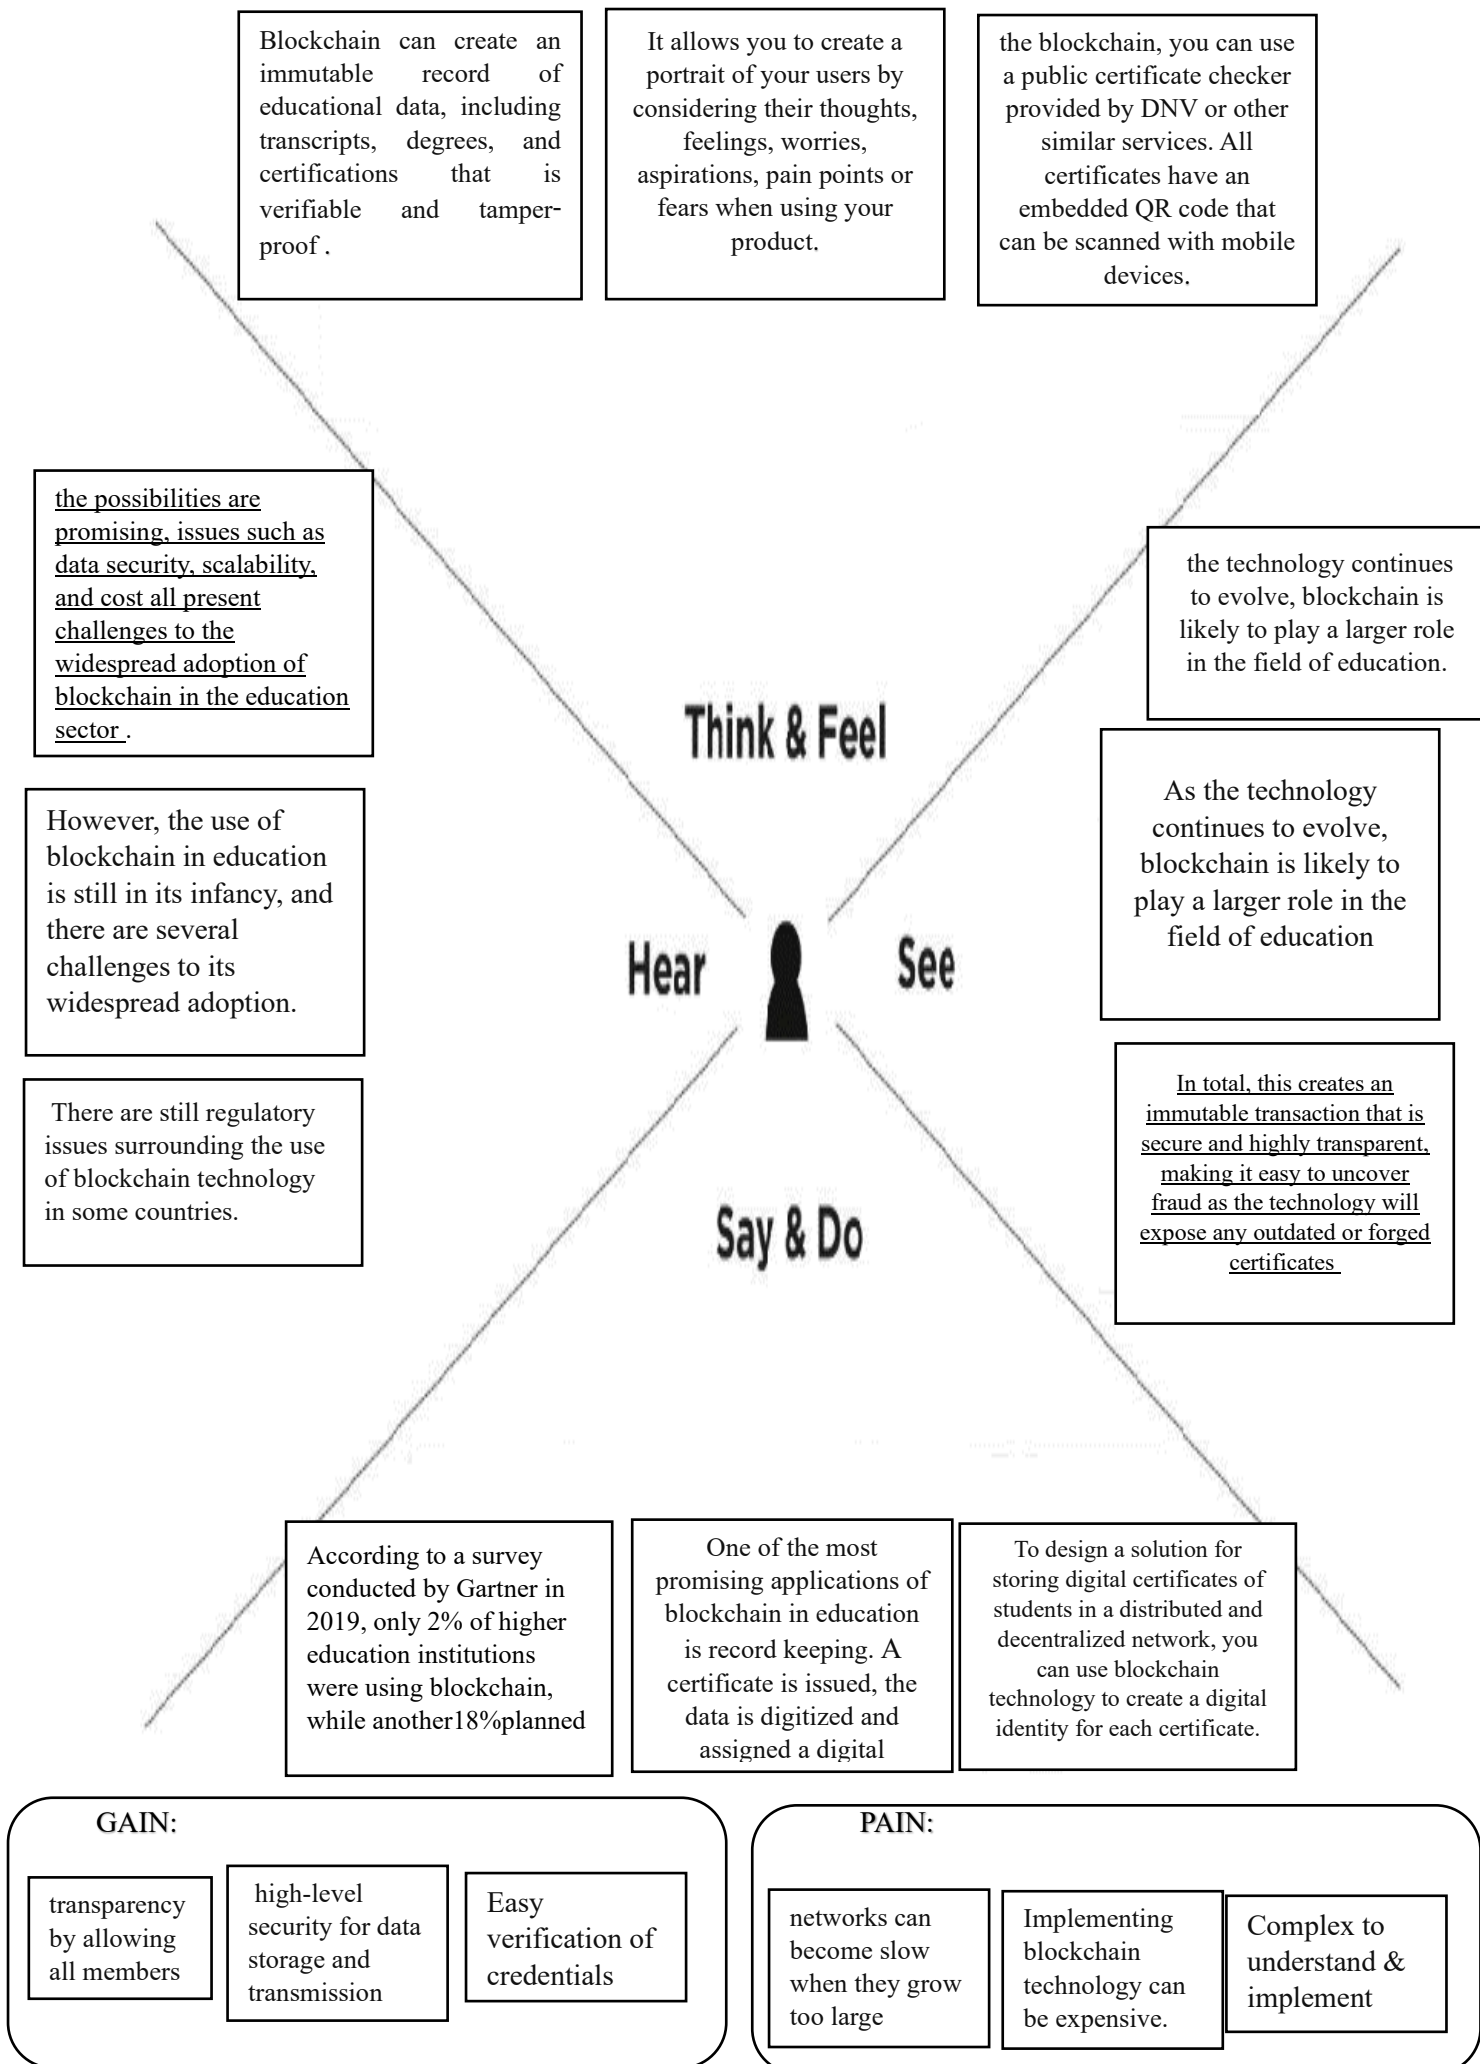 Blockchain can create an
immutable record of
educational data, including
transcripts, degrees, and
certifications that is
verifiable and tamper-
proof .
It allows you to create a
portrait of your users by
considering their thoughts,
feelings, worries,
aspirations, pain points or
fears when using your
product.
the blockchain, you can use
a public certificate checker
provided by DNV or other
similar services. All
certificates have an
embedded QR code that
can be scanned with mobile
devices.
the possibilities are
promising, issues such as
data security, scalability,
and cost all present
challenges to the
widespread adoption of
blockchain in the education
sector .
the technology continues
to evolve, blockchain is
likely to play a larger role
in the field of education.
Think & Feel
However, the use of
blockchain in education
is still in its infancy, and
there are several
challenges to its
widespread adoption.
As the technology
continues to evolve,
blockchain is likely to
play a larger role in the
field of education
Hear
See
There are still regulatory
issues surrounding the use
of blockchain technology
in some countries.
In total, this creates an
immutable transaction that is
secure and highly transparent,
making it easy to uncover
fraud as the technology will
expose any outdated or forged
certificates
Say & Do
According to a survey
conducted by Gartner in
2019, only 2% of higher
education institutions
were using blockchain,
while another18%planned
One of the most
promising applications of
blockchain in education
is record keeping. A
certificate is issued, the
data is digitized and
assigned a digital
To design a solution for
storing digital certificates of
students in a distributed and
decentralized network, you
can use blockchain
technology to create a digital
identity for each certificate.
GAIN:
transparency
by allowing
all members
high-level
security for data
storage and
transmission
Easy
verification of
credentials
PAIN:
networks can
become slow
when they grow
too large
Implementing
blockchain
technology can
be expensive.
Complex to
understand &
implement